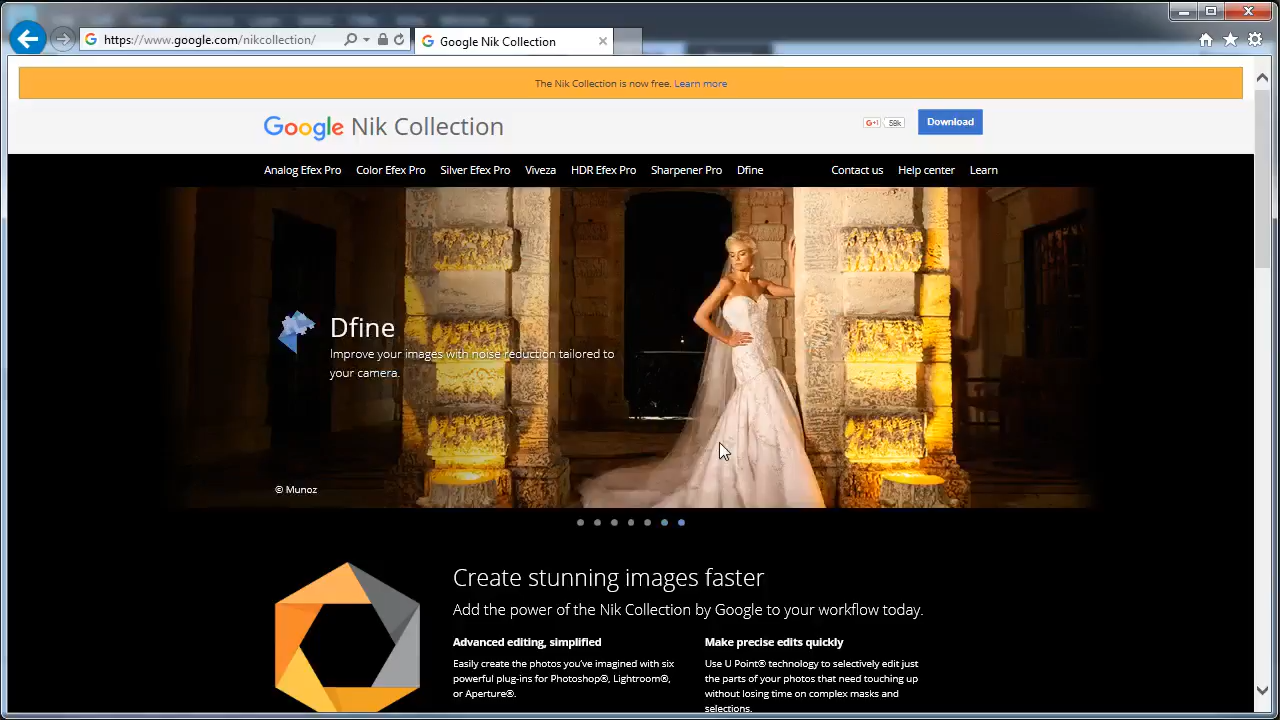 https://www.google.com/nikcollection/
Google Nik Collection
The Nik Collection is now free. Learn more
Google Nik Collection
G+1 59k
Download
Analog Efex Pro Color Efex Pro Silver Efex Pro Viveza HDR Efex Pro Sharpener Pro Dfine Contact us Help center Learn
Dfine
Improve your images with noise reduction tailored to
your camera.
© Munoz
Create stunning images faster
Add the power of the Nik Collection by Google to your workflow today.
Advanced editing, simplified
Easily create the photos you've imagined with six
powerful plug-ins for Photoshop®, Lightroom®,
or Aperture®.
Make precise edits quickly
Use U Point® technology to selectively edit just
the parts of your photos that need touching up
without losing time on complex masks and
selections.